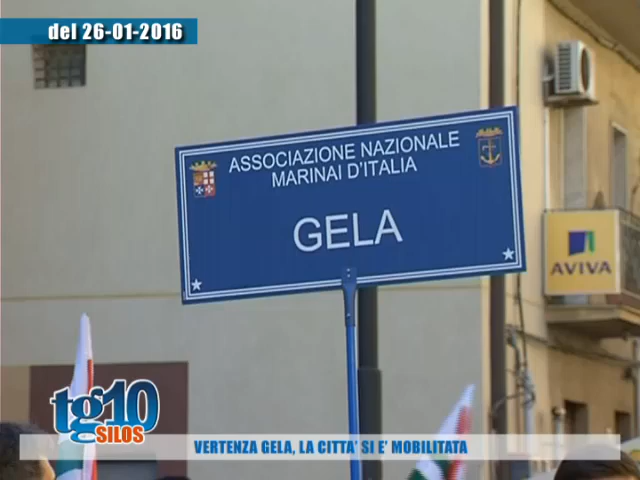 del 26-01-2016
ASSOCIAZIONE NAZIONALE
MARINAI D'ITALIA
GELA
AVIVA
tg10
SILOS
VERTENZA GELA, LA CITTA' SI E' MOBILITATA